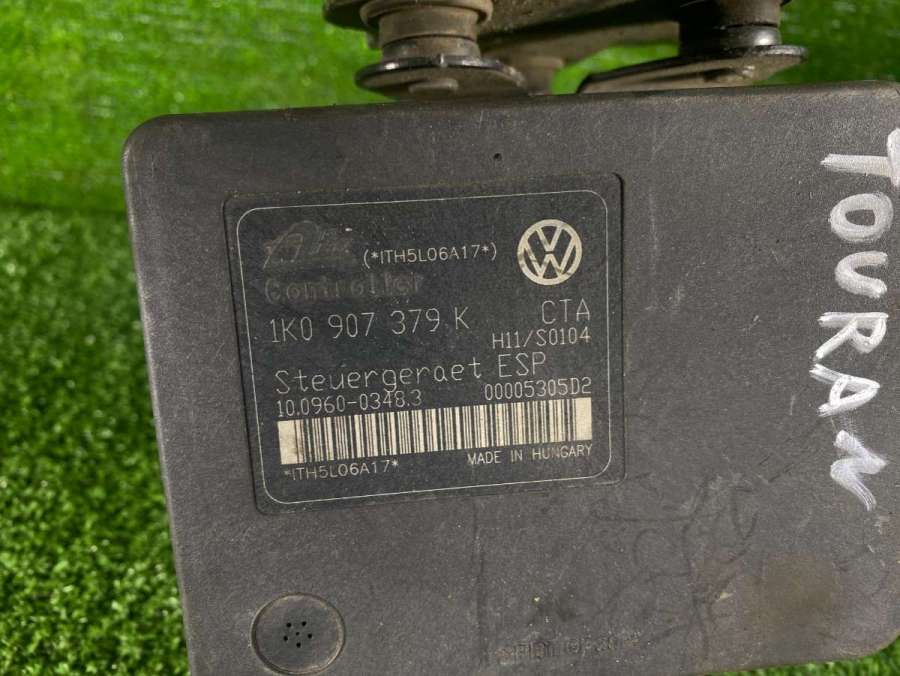 (*ITH5L06A17*)
Controller
1K0 907 379 K
CTA
H11/S0104
Steuergeraet ESP
10.0960-0348.3 00005305D2
*ITH5L06A17*
MADE IN HUNGARY
TOURAN